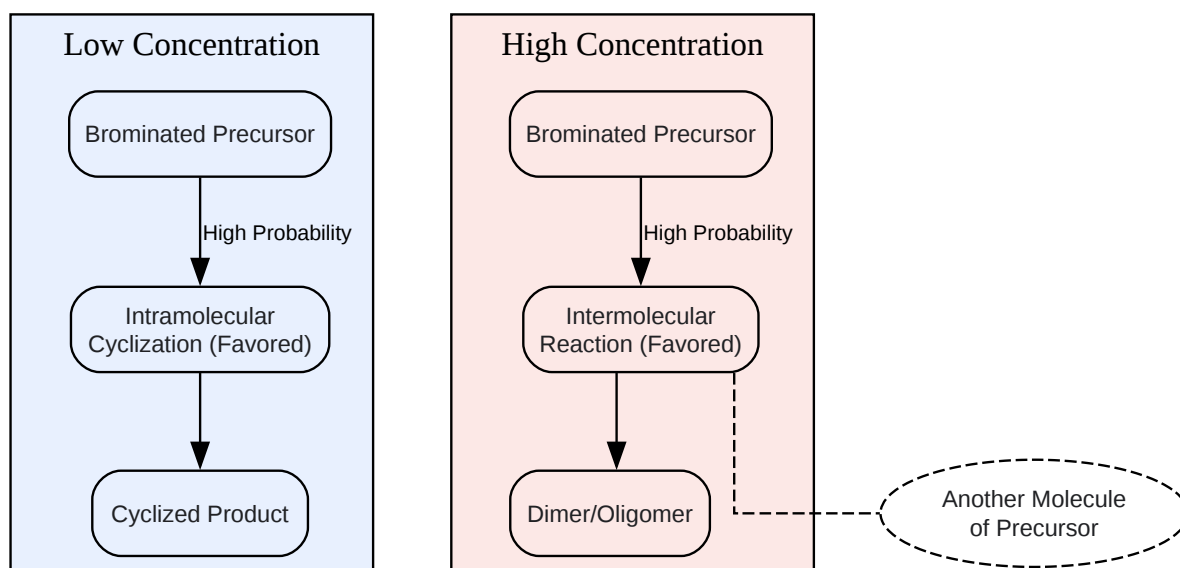 Low Concentration
Brominated Precursor
High Probability
Intramolecular
Cyclization (Favored)
Cyclized Product
High Concentration
Brominated Precursor
High Probability
Intermolecular
Reaction (Favored)
Dimer/Oligomer
Another Molecule
of Precursor